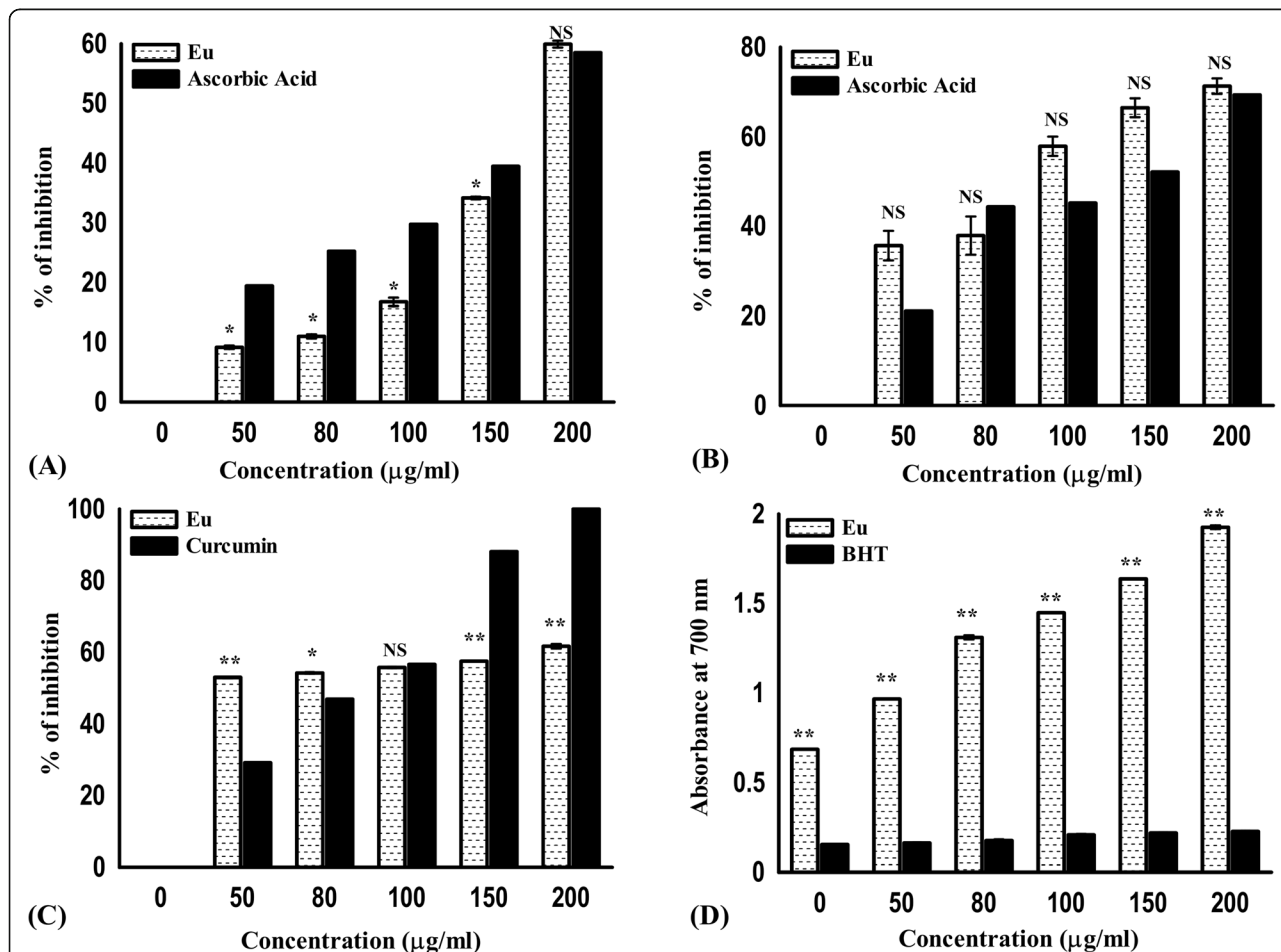 60
50
40
30
20
10
0
% of inhibition
Eu
Ascorbic Acid
*
*
*
*
NS
0 50 80 100 150 200
Concentration (μg/ml)
(A)
80
60
40
20
0
% of inhibition
Eu
Ascorbic Acid
NS
NS
NS
NS
NS
0 50 80 100 150 200
Concentration (μg/ml)
(B)
100
80
60
40
20
0
% of inhibition
Eu
Curcumin
**
*
NS
**
**
0 50 80 100 150 200
Concentration (μg/ml)
(C)
2
1.5
1
0.5
0
Absorbance at 700 nm
Eu
BHT
**
**
**
**
**
**
0 50 80 100 150 200
Concentration (μg/ml)
(D)